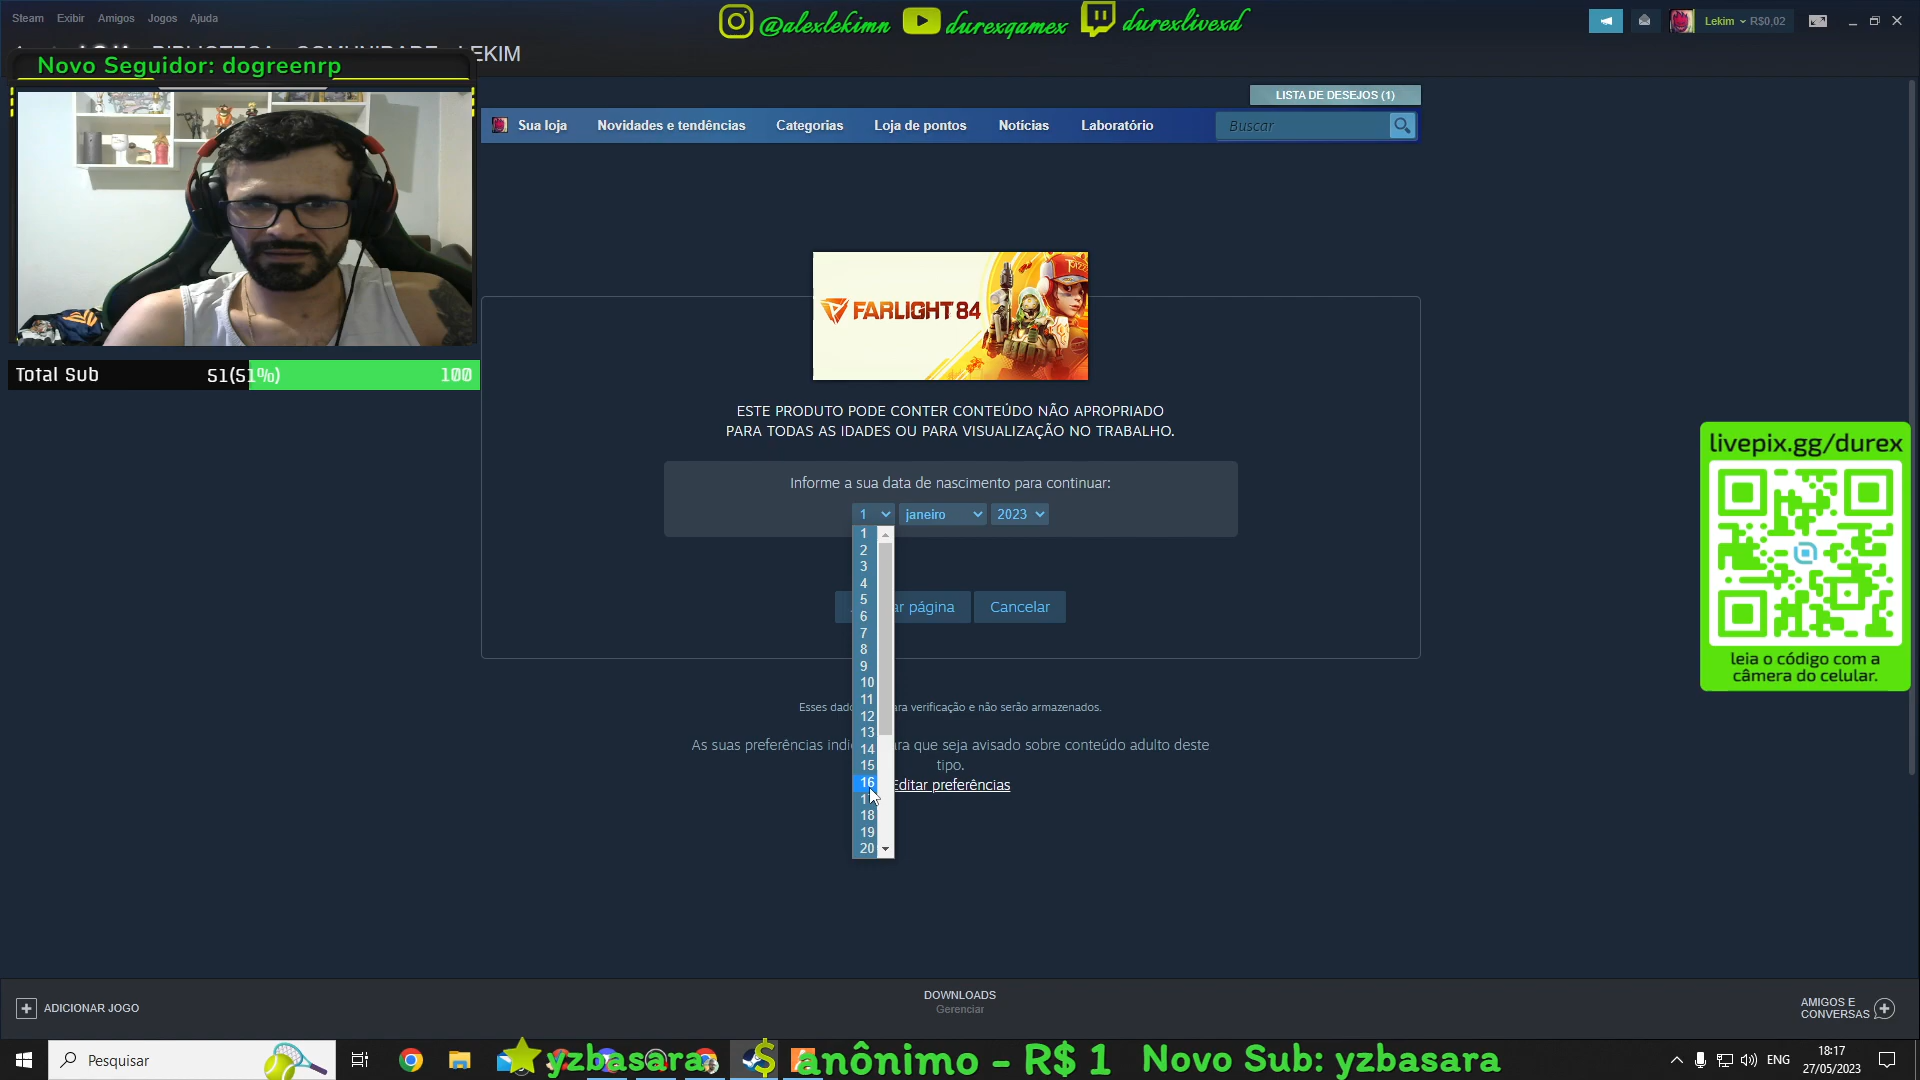 Steam Exibir Amigos Jogos Ajuda
@alexlekimn durexgamex durexlivexd
Lekim R$0,02
BIBLIOTECA COMUNIDADE LEKIM
Novo Seguidor: dogreenrp
LISTA DE DESEJOS (1)
Sua loja Novidades e tendências Categorias Loja de pontos Notícias Laboratório Buscar
FARLIGHT 84
Total Sub 51(51%) 100
ESTE PRODUTO PODE CONTER CONTEÚDO NÃO APROPRIADO
PARA TODAS AS IDADES OU PARA VISUALIZAÇÃO NO TRABALHO.
Informe a sua data de nascimento para continuar:
1 janeiro 2023
1
2
3
4
5
6
7
8
9
10
11
12
13
14
15
16
18
19
20
página Cancelar
Esses verificação e não serão armazenados.
As suas preferências que seja avisado sobre conteúdo adulto deste
tipo.
Editar preferências
livepix.gg/durex
leia o código com a
câmera do celular.
ADICIONAR JOGO
DOWNLOADS
Gerenciar
AMIGOS E
CONVERSAS
Pesquisar
yzbasara anônimo - R$ 1 Novo Sub: yzbasara
ENG
18:17
27/05/2023